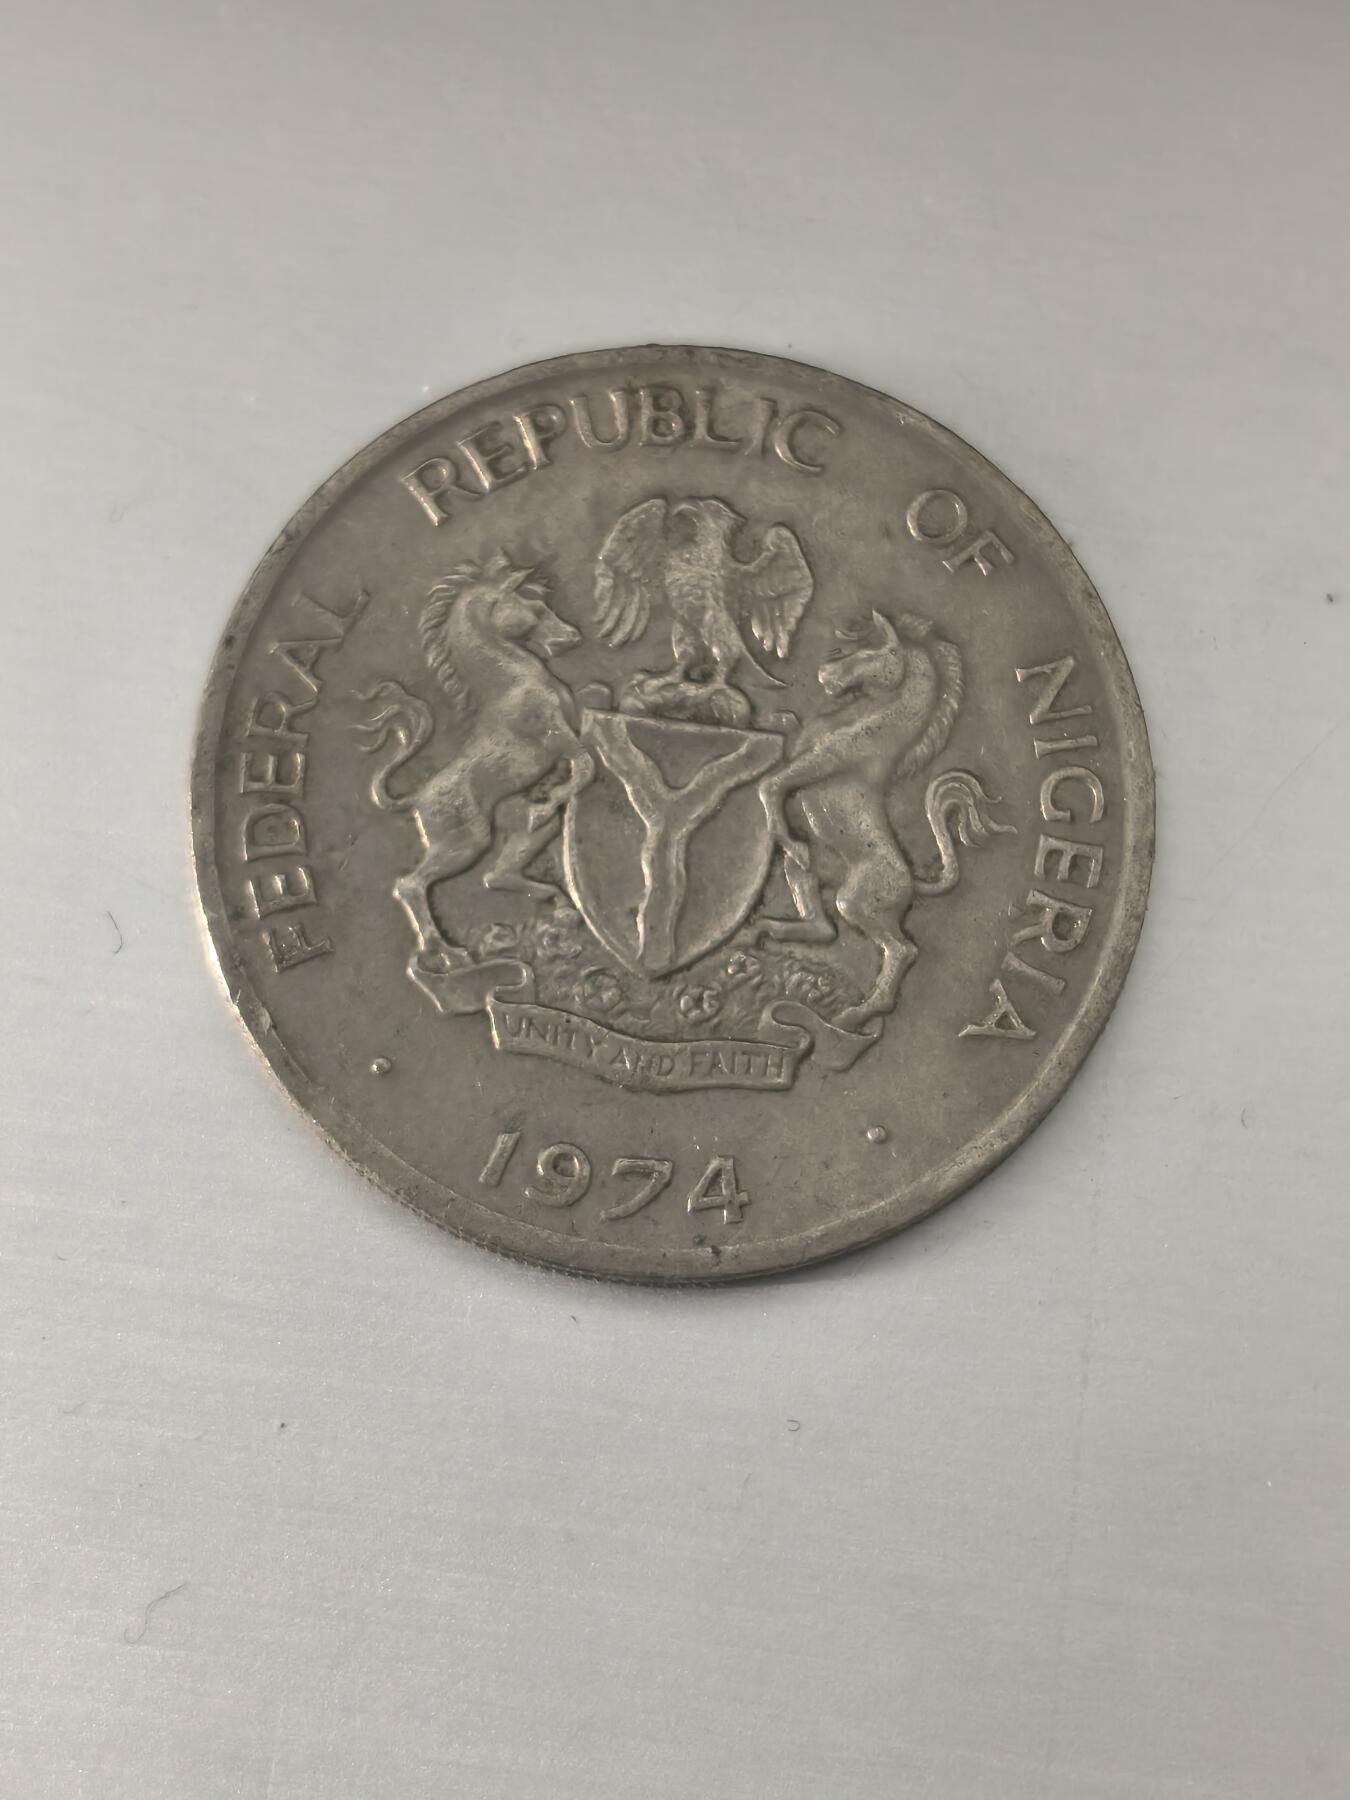 FEDERAL REPUBLIC OF NIGERIA
UNITY AND FAITH
• 1974 •